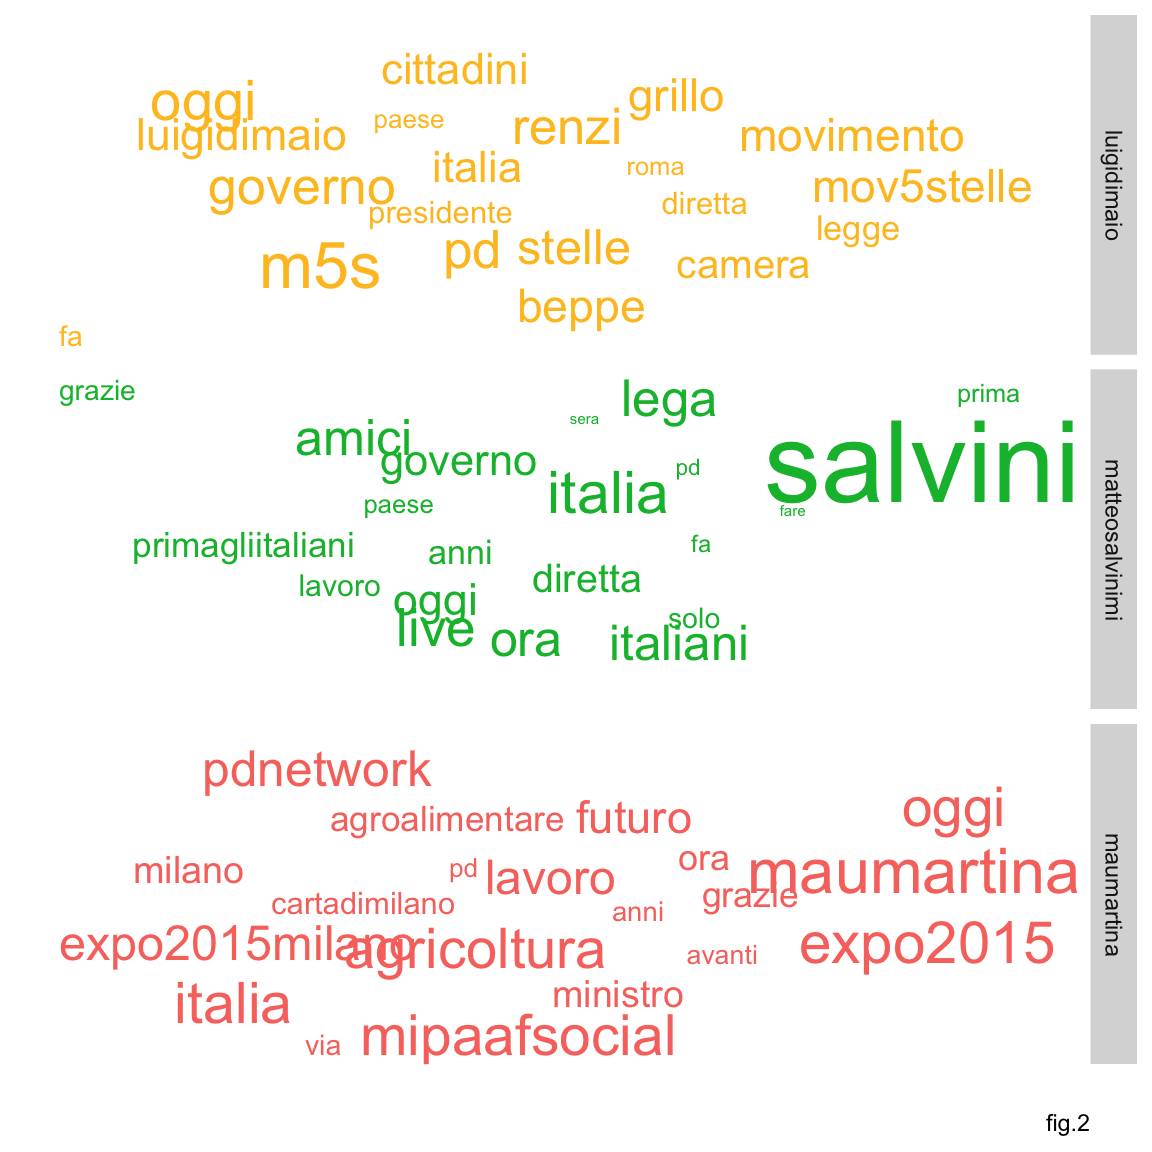 cittadini
oggi
grillo
paese
renzi
luigidimaio
movimento
italia
roma
governo
mov5stelle
diretta
presidente
legge
pd
stelle
m5s
camera
beppe
fa
luigidimaio
grazie
lega
prima
sera
amici
governo
salvini
pd
italia
paese
fare
primagliitaliani
anni
fa
diretta
lavoro
oggi
solo
live
ora
italiani
matteosalvinimi
pdnetwork
agroalimentare
futuro
oggi
milano
pd
lavoro
ora
maumartina
grazie
cartadimilano
anni
expo2015milano
agricoltura
avanti
expo2015
ministro
italia
via
mipaafsocial
maumartina
fig.2